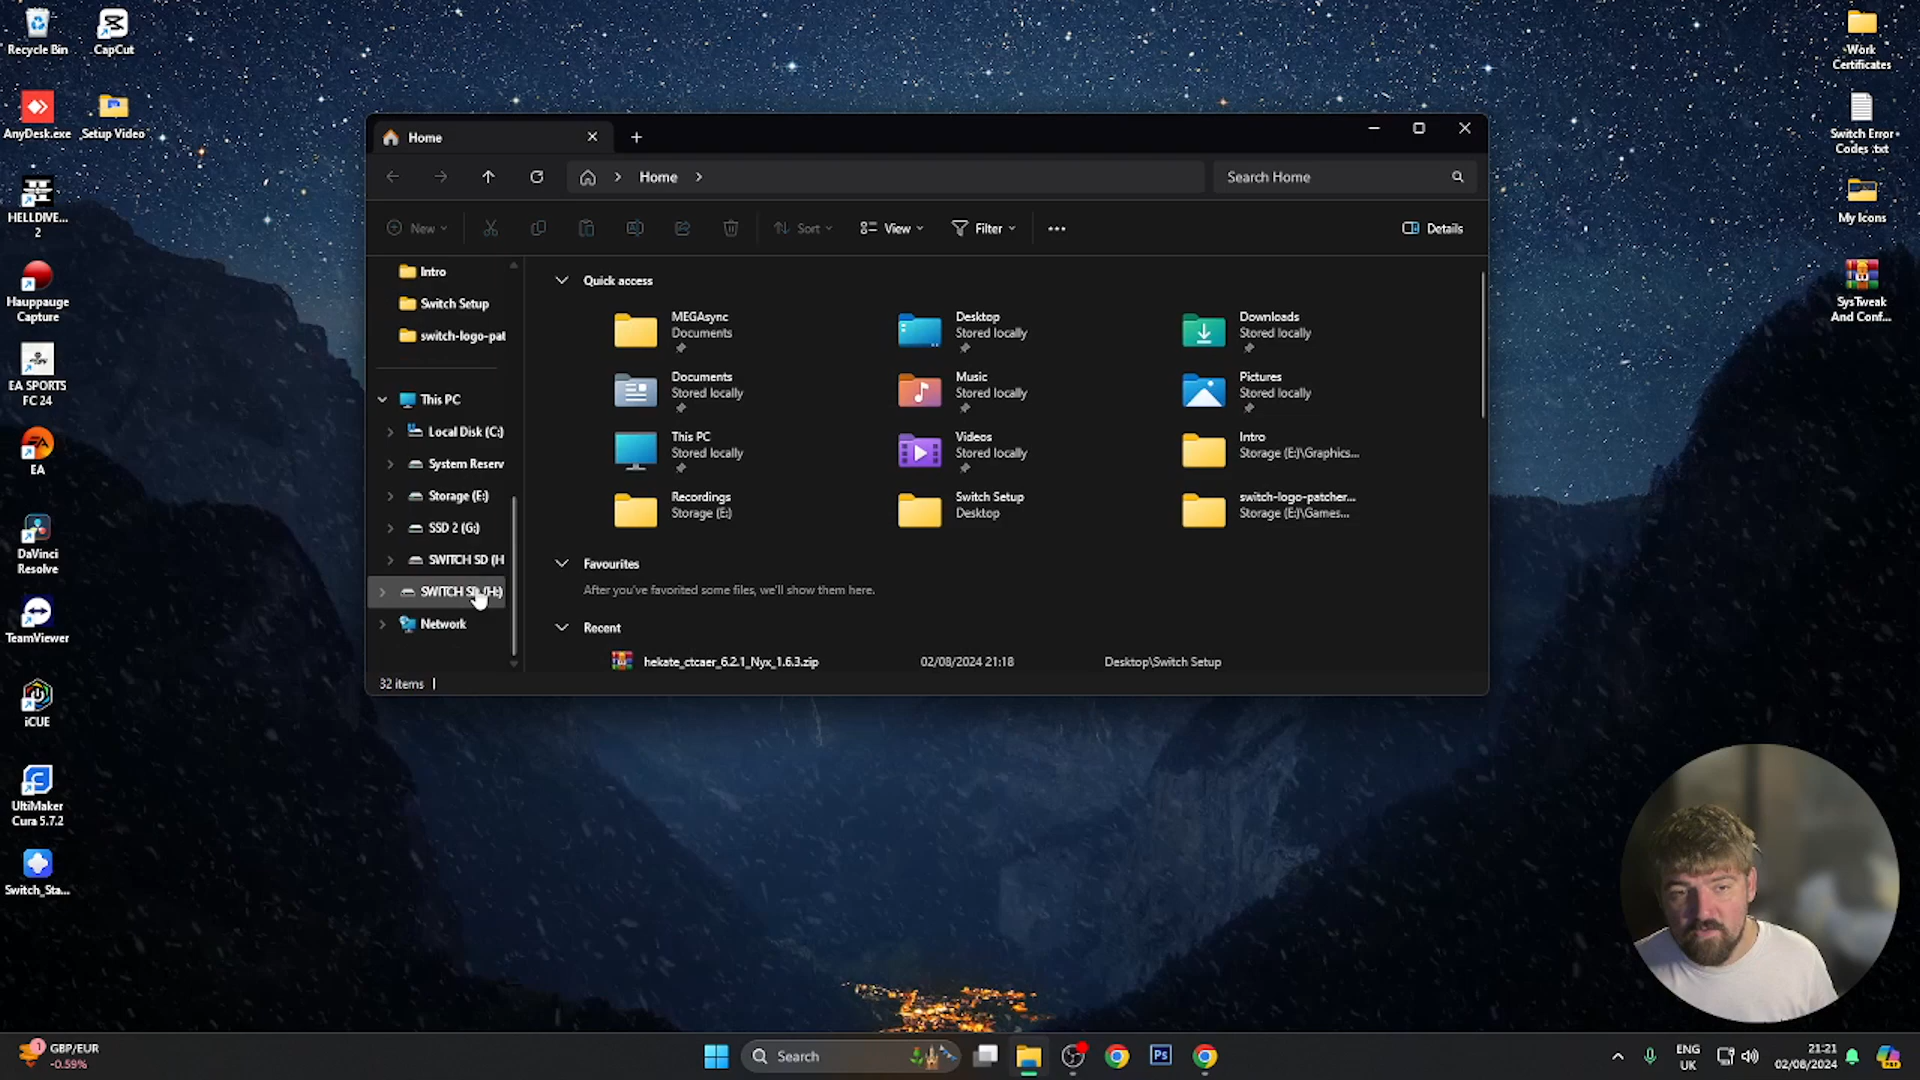 Recycle Bin
CapCut
AnyDesk.exe
Setup Video
HELLDIVE...
2
Hauppauge
Capture
EA SPORTS
FC 24
EA
DaVinci
Resolve
TeamViewer
iCUE
UltiMaker
Cura 5.7.2
Switch_Sta...
Home
Home
Search Home
New
Sort
View
Filter
Details
Intro
Switch Setup
switch-logo-pat
This PC
Local Disk (C:)
System Reserv
Storage (E:)
SSD 2 (G:)
SWITCH SD (H
SWITCH SD (H:)
Network
Quick access
MEGAsync
Documents
Desktop
Stored locally
Downloads
Stored locally
Documents
Stored locally
Music
Stored locally
Pictures
Stored locally
This PC
Stored locally
Videos
Stored locally
Intro
Storage (E:)\Graphics...
Recordings
Storage (E:)
Switch Setup
Desktop
switch-logo-patcher...
Storage (E:)\Games...
Favourites
After you've favorited some files, we'll show them here.
Recent
hekate_ctcaer_6.2.1_Nyx_1.6.3.zip
02/08/2024 21:18
Desktop\Switch Setup
32 items
Work
Certificates
Switch Error
Codes .txt
My Icons
SysTweak
And Conf...
1
GBP/EUR
-0.59%
Search
Ps
ENG
UK
21:21
02/08/2024